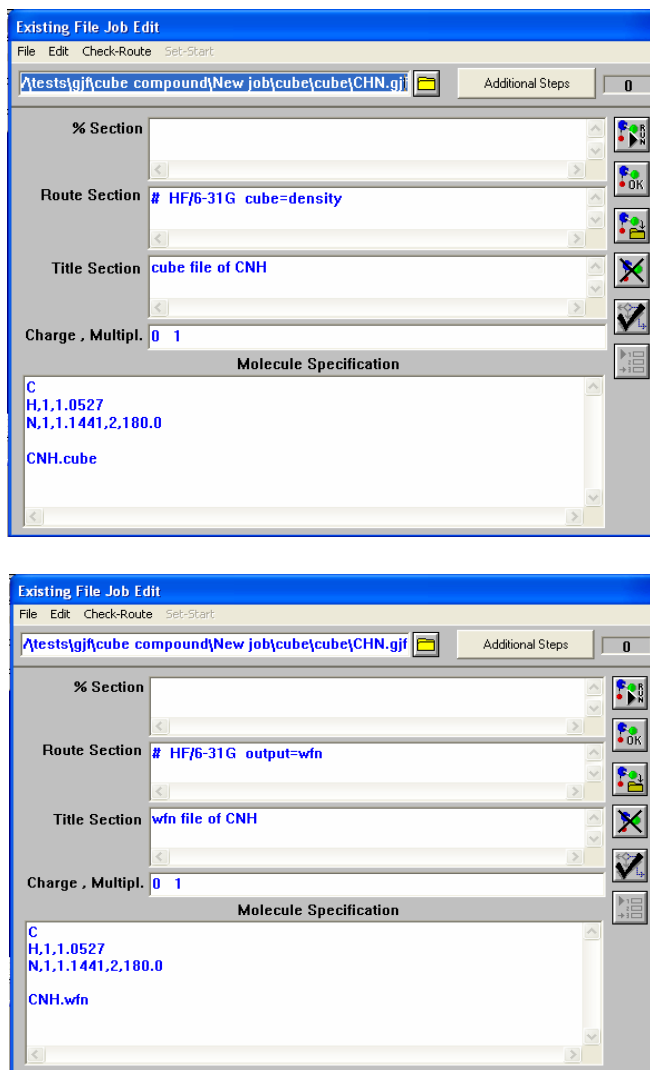 Existing File Job Edit
File Edit Check-Route Set-Start
\tests\gjf\cube compound\New job\cube\cube\CHN.gjf Additional Steps 0
% Section
RUN
Route Section # HF/6-31G cube=density
OK
Title Section cube file of CNH
Charge , Multipl. 0 1
Molecule Specification
C
H,1,1.0527
N,1,1.1441,2,180.0
CNH.cube
Existing File Job Edit
File Edit Check-Route Set-Start
\tests\gjf\cube compound\New job\cube\cube\CHN.gjf Additional Steps 0
% Section
RUN
Route Section # HF/6-31G output=wfn
OK
Title Section wfn file of CNH
Charge , Multipl. 0 1
Molecule Specification
C
H,1,1.0527
N,1,1.1441,2,180.0
CNH.wfn